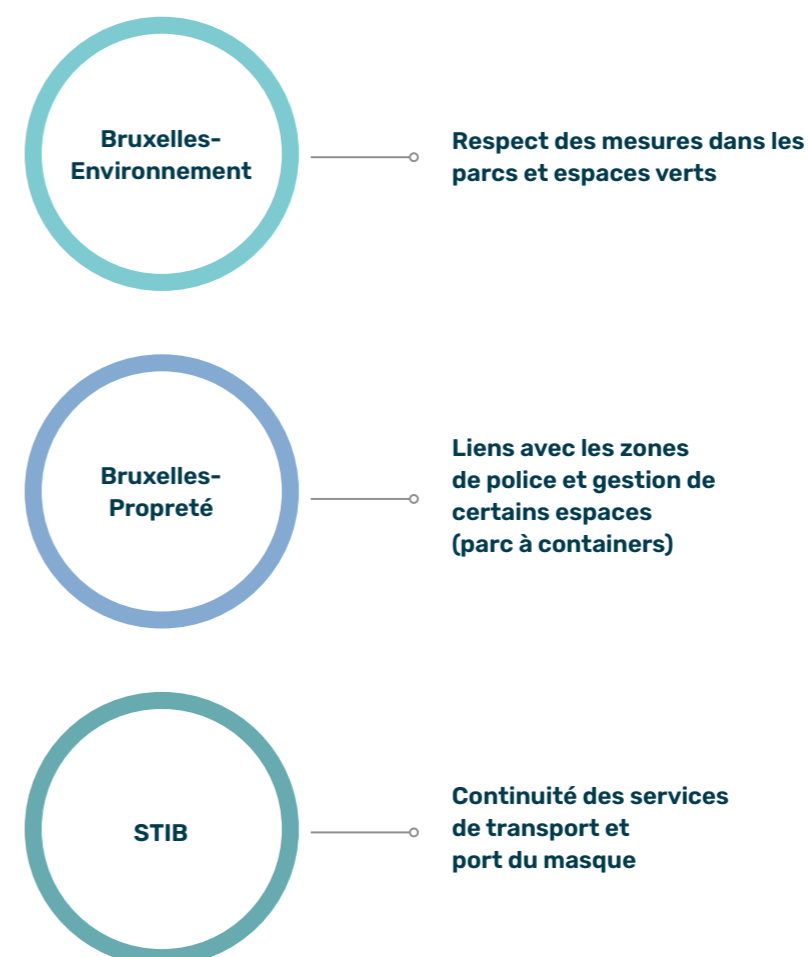 Bruxelles-
Environnement
Respect des mesures dans les
parcs et espaces verts
Bruxelles-
Propreté
Liens avec les zones
de police et gestion de
certains espaces
(parc à containers)
STIB
Continuité des services
de transport et
port du masque